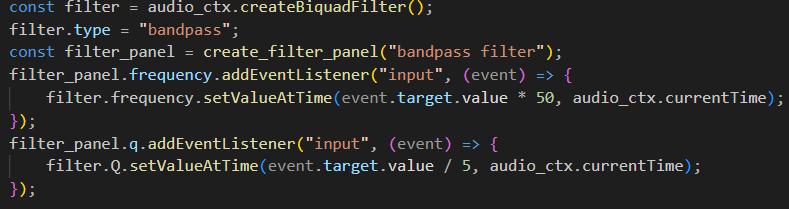 const filter = audio_ctx.createBiquadFilter();
filter.type = "bandpass";
const filter_panel = create_filter_panel("bandpass filter");
filter_panel.frequency.addEventListener("input", (event) => {
    filter.frequency.setValueAtTime(event.target.value * 50, audio_ctx.currentTime);
});
filter_panel.q.addEventListener("input", (event) => {
    filter.Q.setValueAtTime(event.target.value / 5, audio_ctx.currentTime);
});